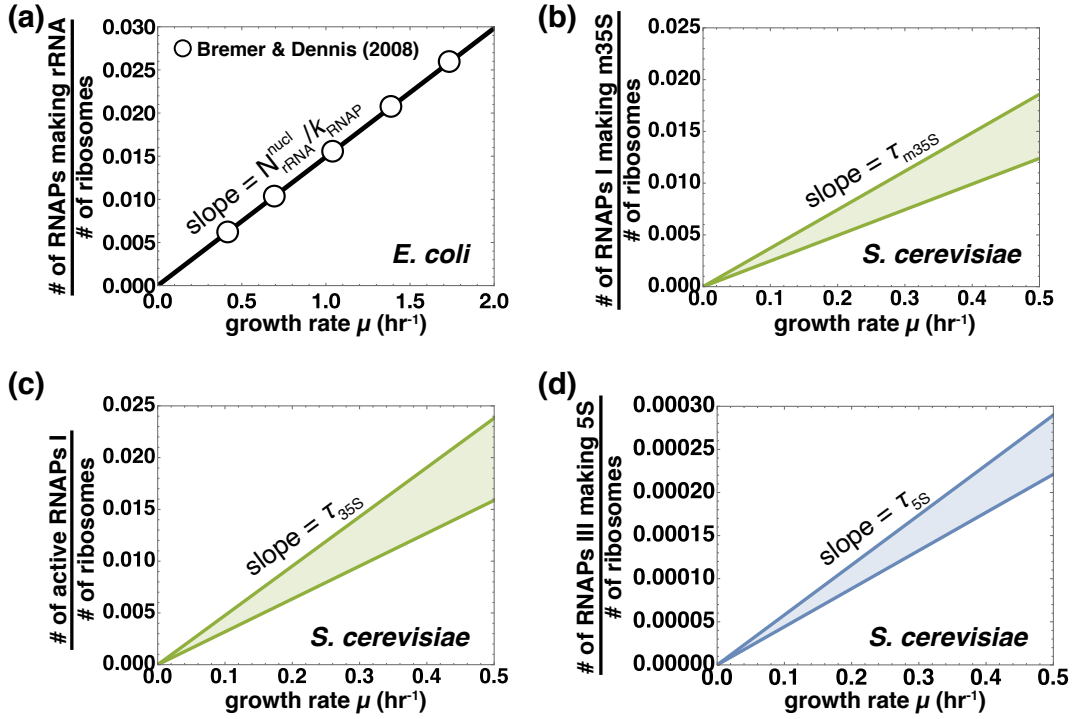 (a)
# of RNAPs making rRNA
# of ribosomes
0.030
0.025
0.020
0.015
0.010
0.005
0.000
Bremer & Dennis (2008)
slope = N^nucl_rRNA/k_RNAP
E. coli
0.0 0.5 1.0 1.5 2.0
growth rate μ (hr⁻¹)
(b)
# of RNAPs I making m35S
# of ribosomes
0.025
0.020
0.015
0.010
0.005
0.000
slope = τ_m35S
S. cerevisiae
0.0 0.1 0.2 0.3 0.4 0.5
growth rate μ (hr⁻¹)
(c)
# of active RNAPs I
# of ribosomes
0.025
0.020
0.015
0.010
0.005
0.000
slope = τ_35S
S. cerevisiae
0.0 0.1 0.2 0.3 0.4 0.5
growth rate μ (hr⁻¹)
(d)
# of RNAPs III making 5S
# of ribosomes
0.00030
0.00025
0.00020
0.00015
0.00010
0.00005
0.00000
slope = τ_5S
S. cerevisiae
0.0 0.1 0.2 0.3 0.4 0.5
growth rate μ (hr⁻¹)